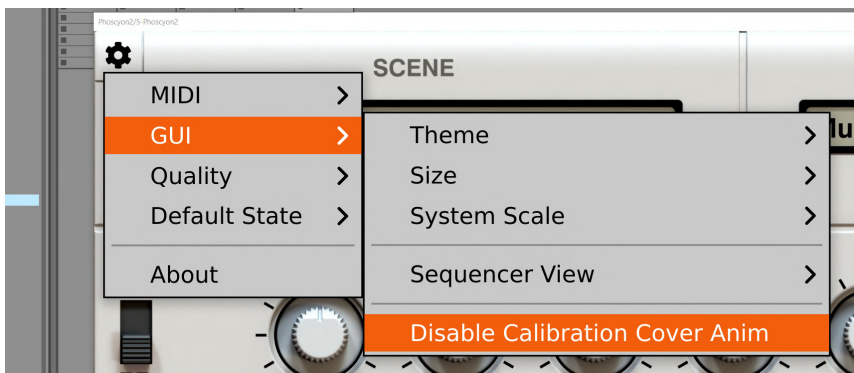 Phoscyon2/5-Phoscyon2
SCENE
MIDI
GUI
Quality
Default State
About
Theme
Size
System Scale
Sequencer View
Disable Calibration Cover Anim